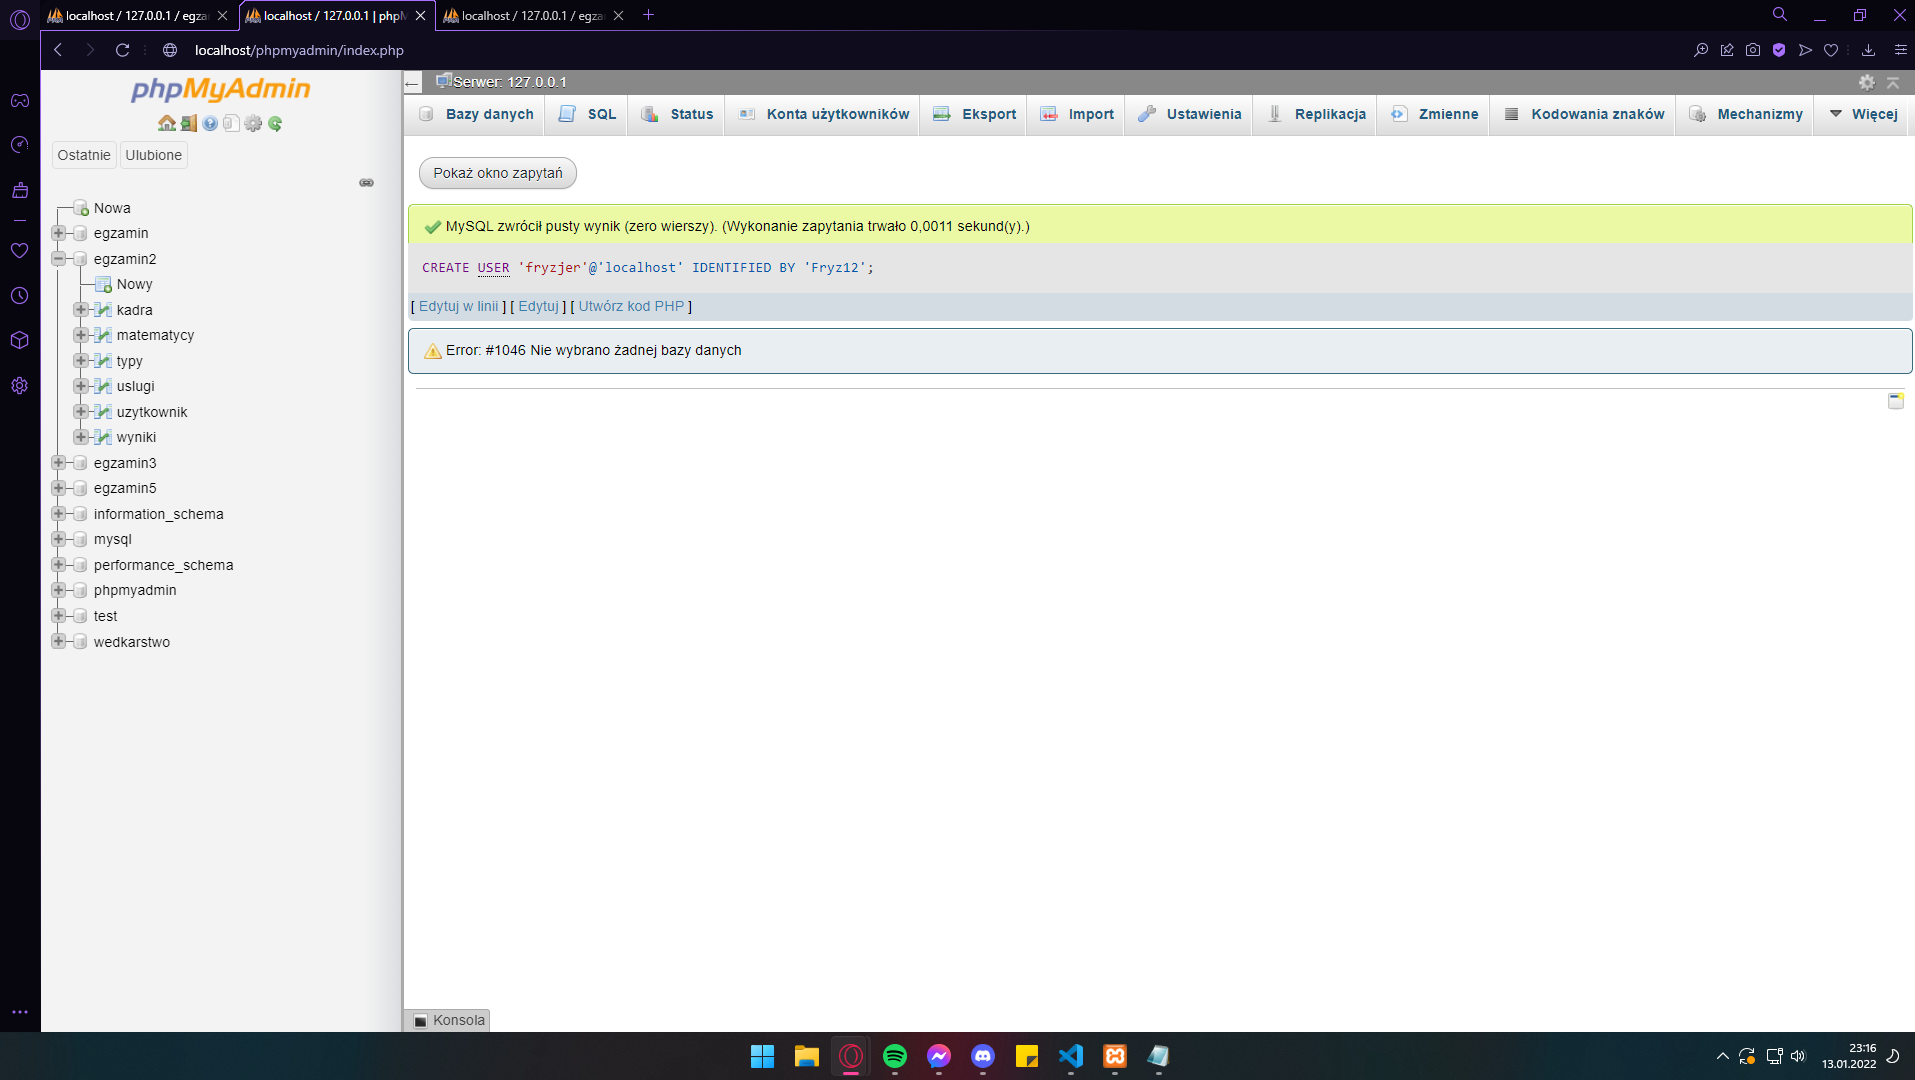 localhost / 127.0.0.1 / egza
localhost / 127.0.0.1 | phpM
localhost / 127.0.0.1 / egza
localhost/phpmyadmin/index.php
phpMyAdmin
Ostatnie
Ulubione
Nowa
egzamin
egzamin2
Nowy
kadra
matematycy
typy
uslugi
uzytkownik
wyniki
egzamin3
egzamin5
information_schema
mysql
performance_schema
phpmyadmin
test
wedkarstwo
Serwer: 127.0.0.1
Bazy danych
SQL
Status
Konta użytkowników
Eksport
Import
Ustawienia
Replikacja
Zmienne
Kodowania znaków
Mechanizmy
Więcej
Pokaż okno zapytań
MySQL zwrócił pusty wynik (zero wierszy). (Wykonanie zapytania trwało 0,0011 sekund(y).)
CREATE USER 'fryzjer'@'localhost' IDENTIFIED BY 'Fryz12';
[ Edytuj w linii ] [ Edytuj ] [ Utwórz kod PHP ]
Error: #1046 Nie wybrano żadnej bazy danych
Konsola
23:16
13.01.2022